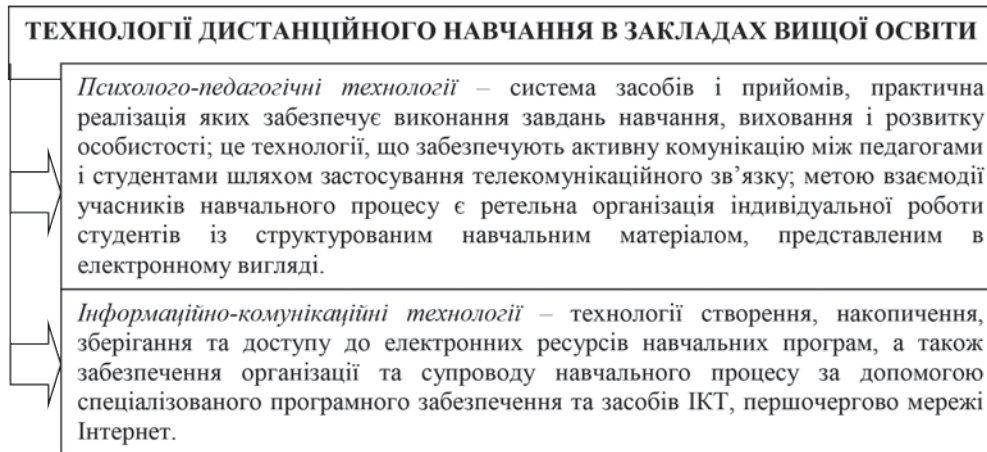 ТЕХНОЛОГІЇ ДИСТАНЦІЙНОГО НАВЧАННЯ В ЗАКЛАДАХ ВИЩОЇ ОСВІТИ
Психолого-педагогічні технології – система засобів і прийомів, практична
реалізація яких забезпечує виконання завдань навчання, виховання і розвитку
особистості; це технології, що забезпечують активну комунікацію між педагогами
і студентами шляхом застосування телекомунікаційного зв’язку; метою взаємодії
учасників навчального процесу є ретельна організація індивідуальної роботи
студентів із структурованим навчальним матеріалом, представленим в
електронному вигляді.
Інформаційно-комунікаційні технології – технології створення, накопичення,
зберігання та доступу до електронних ресурсів навчальних програм, а також
забезпечення організації та супроводу навчального процесу за допомогою
спеціалізованого програмного забезпечення та засобів ІКТ, першочергово мережі
Інтернет.